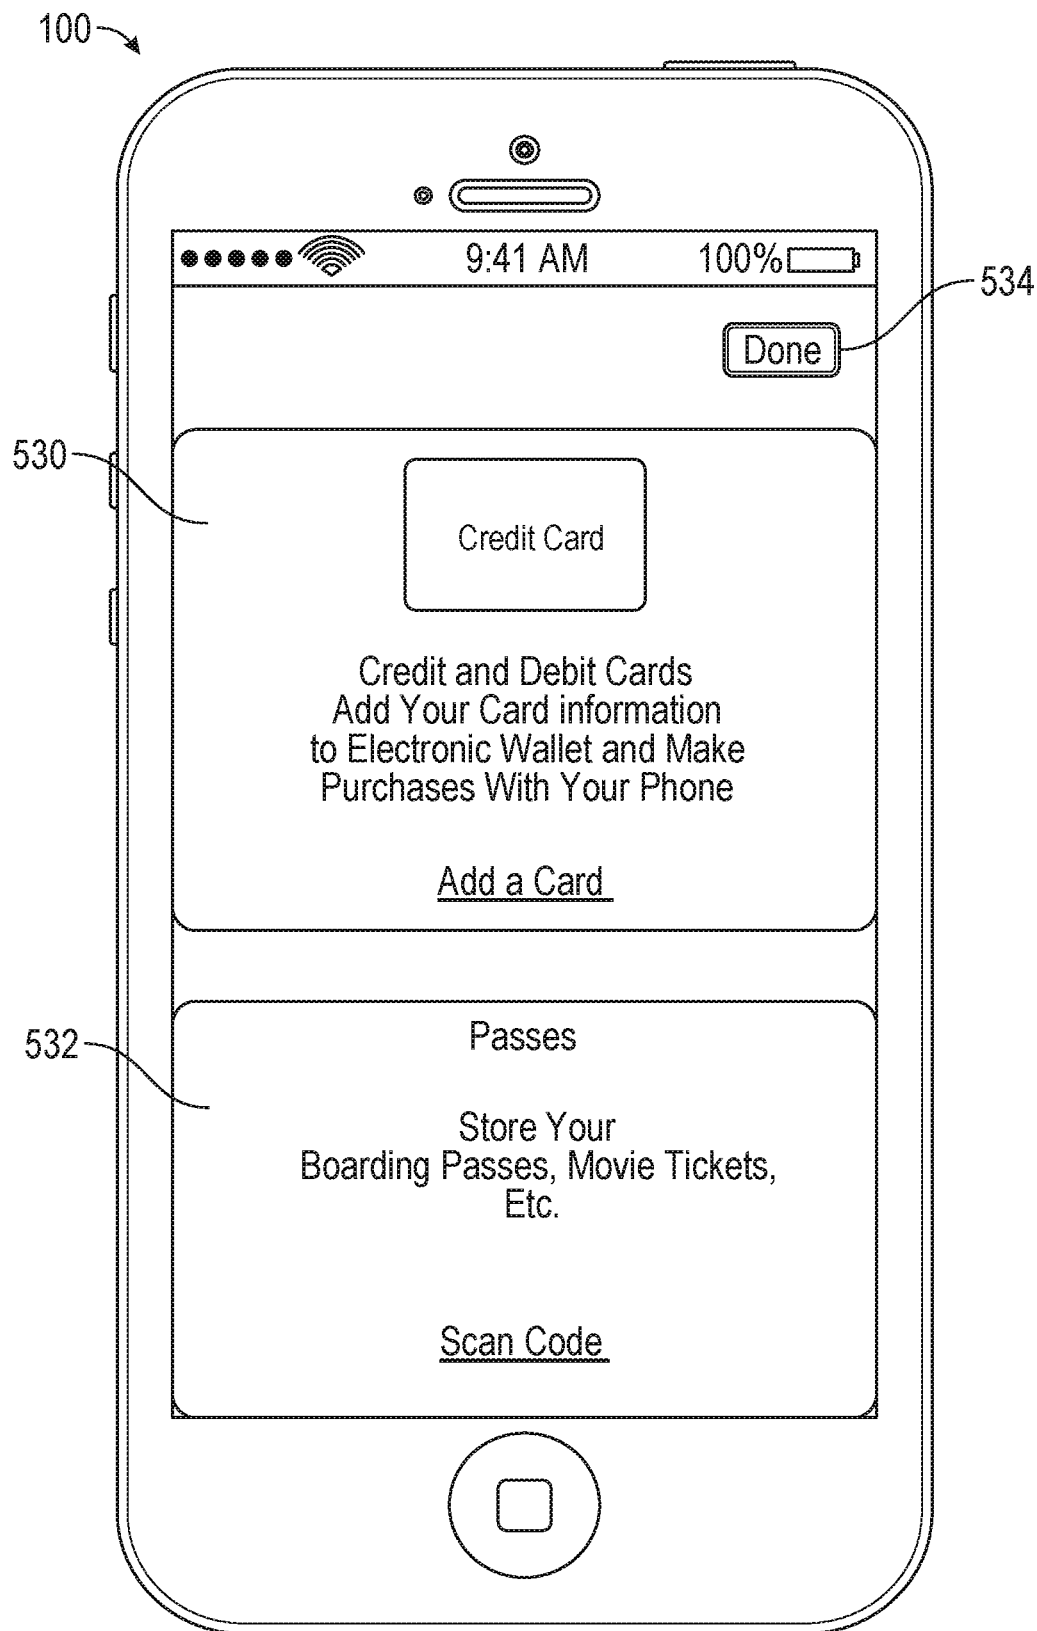 100
9:41 AM 100%
534
Done
530
Credit Card
Credit and Debit Cards
Add Your Card information
to Electronic Wallet and Make
Purchases With Your Phone
Add a Card
532
Passes
Store Your
Boarding Passes, Movie Tickets,
Etc.
Scan Code